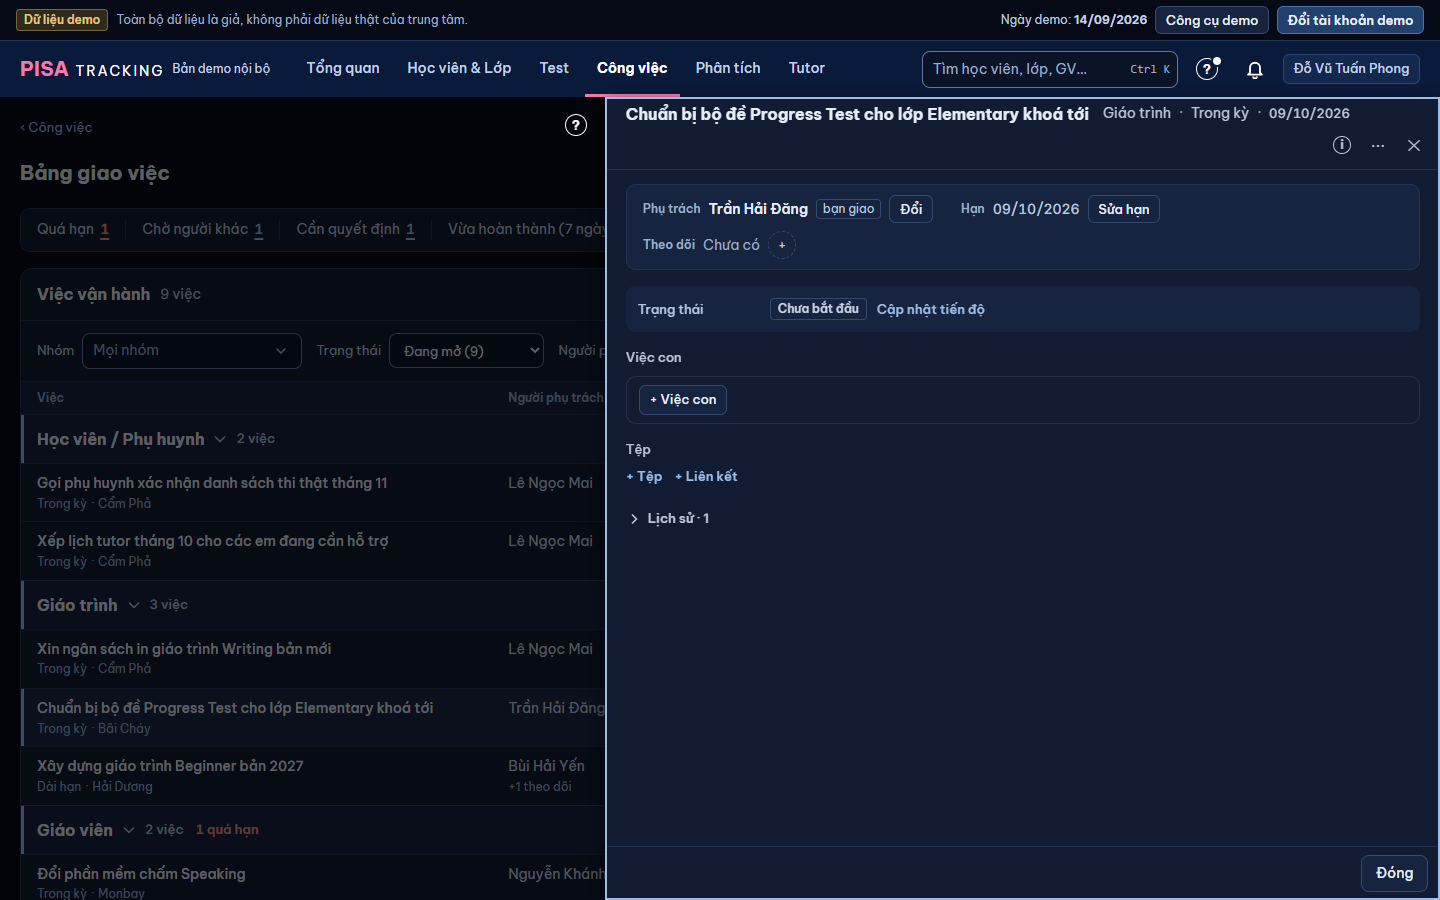 Dữ liệu demo Toàn bộ dữ liệu là giả, không phải dữ liệu thật của trung tâm. Ngày demo: 14/09/2026 Công cụ demo Đổi tài khoản demo
PISA TRACKING Bản demo nội bộ Tổng quan Học viên & Lớp Test Công việc Phân tích Tutor Tìm học viên, lớp, GV... Ctrl K ? Đỗ Vũ Tuấn Phong
‹ Công việc ?
Bảng giao việc
Quá hạn 1 Chờ người khác 1 Cần quyết định 1 Vừa hoàn thành (7 ngày
Việc vận hành 9 việc
Nhóm Mọi nhóm Trạng thái Đang mở (9) Người p
Việc Người phụ trách
Học viên / Phụ huynh 2 việc
Gọi phụ huynh xác nhận danh sách thi thật tháng 11 Lê Ngọc Mai
Trong kỳ · Cẩm Phả
Xếp lịch tutor tháng 10 cho các em đang cần hỗ trợ Lê Ngọc Mai
Trong kỳ · Cẩm Phả
Giáo trình 3 việc
Xin ngân sách in giáo trình Writing bản mới Lê Ngọc Mai
Trong kỳ · Cẩm Phả
Chuẩn bị bộ đề Progress Test cho lớp Elementary khoá tới Trần Hải Đăng
Trong kỳ · Bãi Cháy
Xây dựng giáo trình Beginner bản 2027 Bùi Hải Yến
Dài hạn · Hải Dương +1 theo dõi
Giáo viên 2 việc 1 quá hạn
Đổi phần mềm chấm Speaking Nguyễn Khánh
Trong kỳ · Monbay
Chuẩn bị bộ đề Progress Test cho lớp Elementary khoá tới Giáo trình · Trong kỳ · 09/10/2026
Phụ trách Trần Hải Đăng bạn giao Đổi Hạn 09/10/2026 Sửa hạn
Theo dõi Chưa có +
Trạng thái Chưa bắt đầu Cập nhật tiến độ
Việc con
+ Việc con
Tệp
+ Tệp + Liên kết
Lịch sử · 1
Đóng